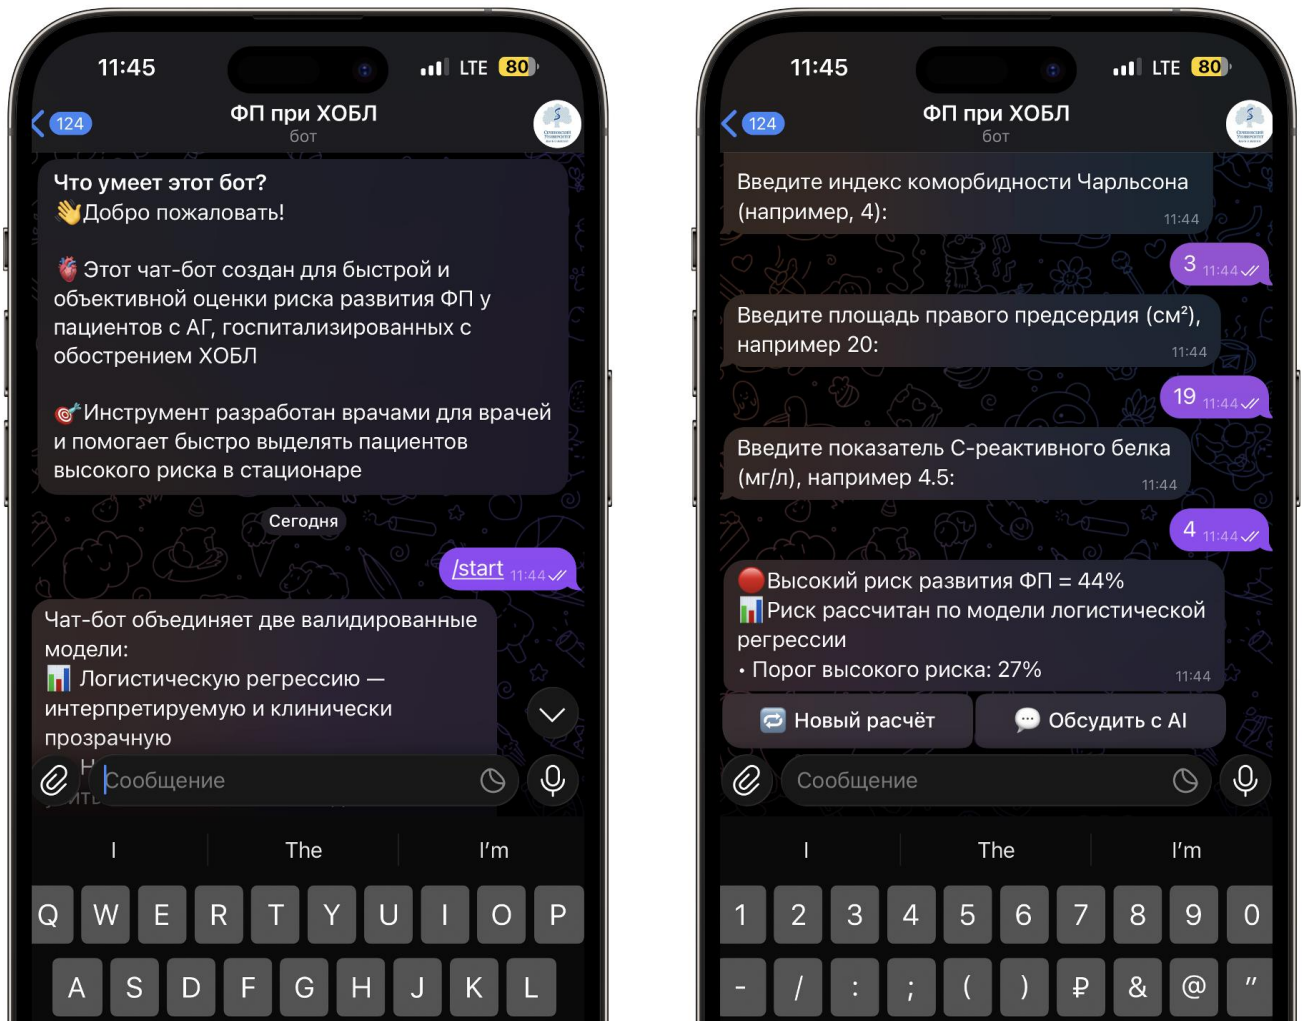 11:45
LTE 80
124
ФП при ХОБЛ
бот
Что умеет этот бот?
👋Добро пожаловать!
🫀Этот чат-бот создан для быстрой и
объективной оценки риска развития ФП у
пациентов с АГ, госпитализированных с
обострением ХОБЛ
🎯Инструмент разработан врачами для врачей
и помогает быстро выделять пациентов
высокого риска в стационаре
Сегодня
/start 11:44
Чат-бот объединяет две валидированные
модели:
📊 Логистическую регрессию —
интерпретируемую и клинически
прозрачную
Сообщение
I The I'm
Q W E R T Y U I O P
A S D F G H J K L
11:45
LTE 80
124
ФП при ХОБЛ
бот
Введите индекс коморбидности Чарльсона
(например, 4):
11:44
3 11:44
Введите площадь правого предсердия (см²),
например 20:
11:44
19 11:44
Введите показатель С-реактивного белка
(мг/л), например 4.5:
11:44
4 11:44
🔴Высокий риск развития ФП = 44%
📊Риск рассчитан по модели логистической
регрессии
• Порог высокого риска: 27%
11:44
🔁 Новый расчёт
💬 Обсудить с AI
Сообщение
I The I'm
1 2 3 4 5 6 7 8 9 0
- / : ; ( ) ₽ & @ "